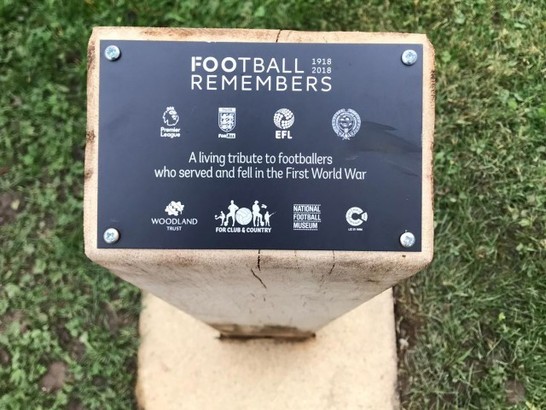 FOOTBALL 1918
REMEMBERS 2018
Premier
League
EFL
A living tribute to footballers
who served and fell in the First World War
WOODLAND
TRUST
FOR CLUB & COUNTRY
NATIONAL
FOOTBALL
MUSEUM